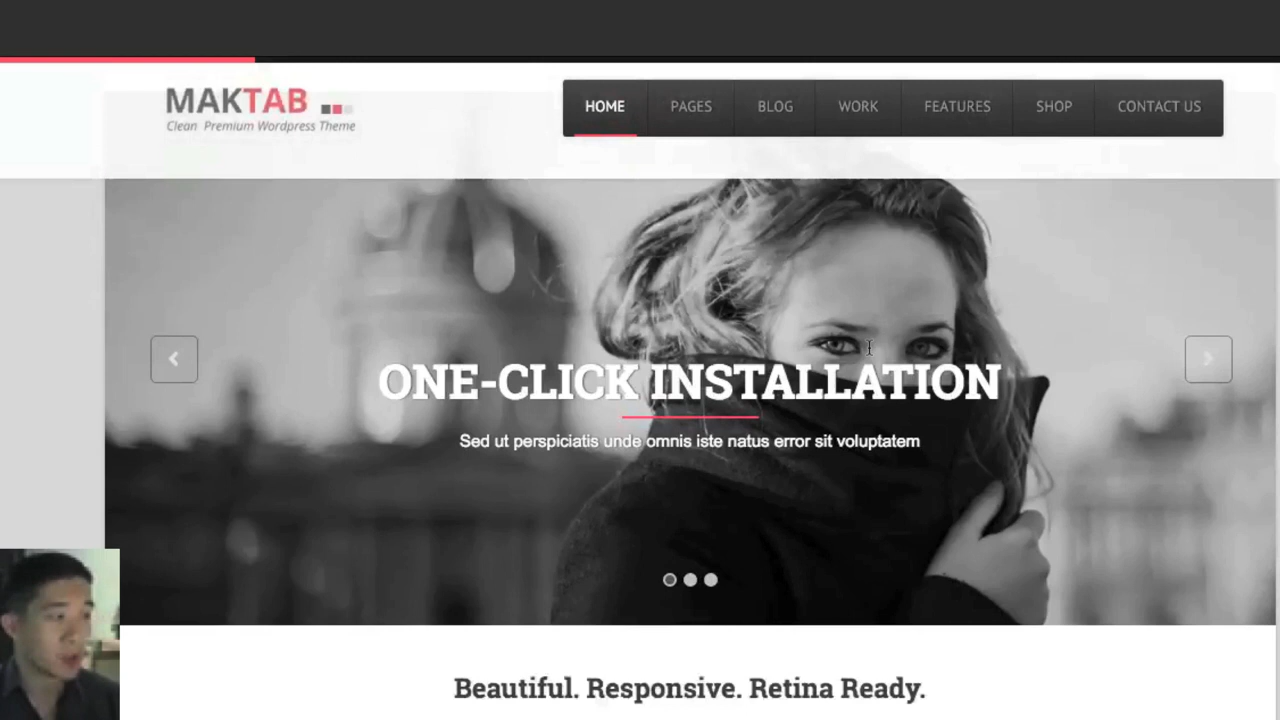 MAKTAB
Clean Premium Wordpress Theme
HOME PAGES BLOG WORK FEATURES SHOP CONTACT US
ONE-CLICK INSTALLATION
Sed ut perspiciatis unde omnis iste natus error sit voluptatem
Beautiful. Responsive. Retina Ready.